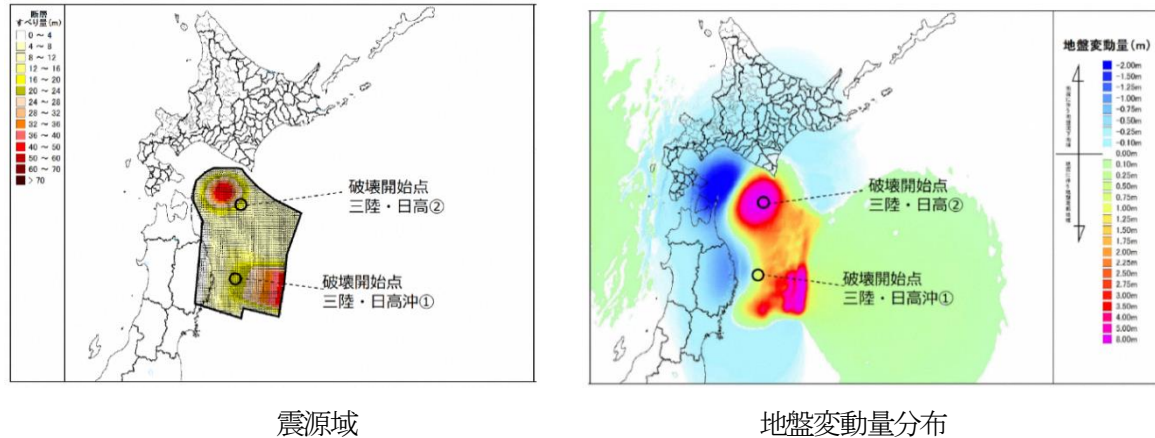 断層
すべり量(m)
0 ~ 4
4 ~ 8
8 ~ 12
12 ~ 16
16 ~ 20
20 ~ 24
24 ~ 28
28 ~ 32
32 ~ 36
36 ~ 40
40 ~ 50
50 ~ 60
60 ~ 70
> 70
破壊開始点
三陸・日高②
破壊開始点
三陸・日高沖①
震源域
地盤変動量(m)
-2.00m
-1.50m
-1.25m
-1.00m
-0.75m
-0.50m
-0.25m
-0.10m
0.00m
0.10m
0.25m
0.50m
0.75m
1.00m
1.25m
1.50m
1.75m
2.00m
2.25m
2.50m
2.75m
3.00m
3.50m
4.00m
5.00m
6.00m
破壊開始点
三陸・日高②
破壊開始点
三陸・日高沖①
地盤変動量分布